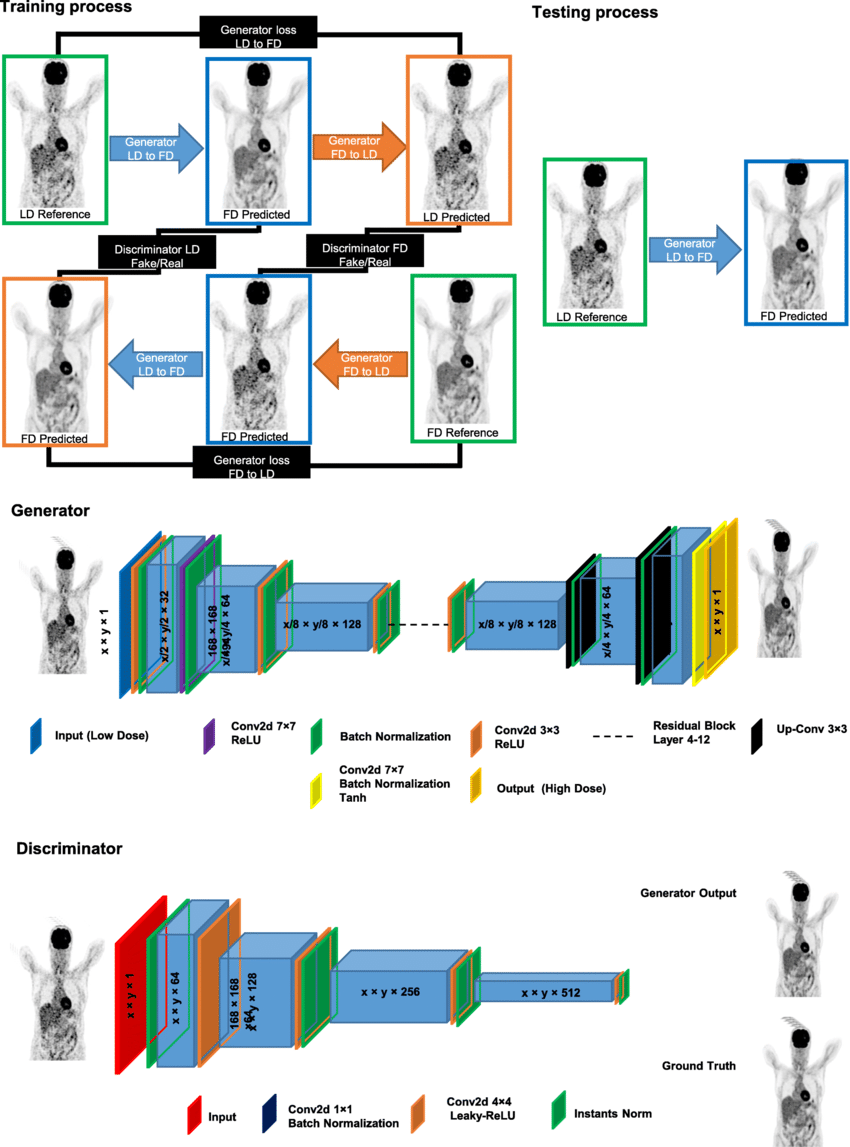 Training process
Testing process
Generator loss
LD to FD
Generator
LD to FD
Generator
FD to LD
LD Reference
FD Predicted
LD Predicted
Generator
LD to FD
LD Reference
FD Predicted
Discriminator LD
Fake/Real
Discriminator FD
Fake/Real
Generator
LD to FD
Generator
FD to LD
FD Predicted
FD Predicted
FD Reference
Generator loss
FD to LD
Generator
x × y × 1
x/2 × y/2 × 32
168 × 168
x/4 × y/4 × 64
x/8 × y/8 × 128
x/8 × y/8 × 128
x/4 × y/4 × 64
x × y × 1
Input (Low Dose)
Conv2d 7×7
ReLU
Batch Normalization
Conv2d 3×3
ReLU
Residual Block
Layer 4-12
Up-Conv 3×3
Conv2d 7×7
Batch Normalization
Tanh
Output (High Dose)
Discriminator
x × y × 1
x × y × 64
168 × 168
×64
x × y × 128
x × y × 256
x × y × 512
Generator Output
Ground Truth
Input
Conv2d 1×1
Batch Normalization
Conv2d 4×4
Leaky-ReLU
Instants Norm